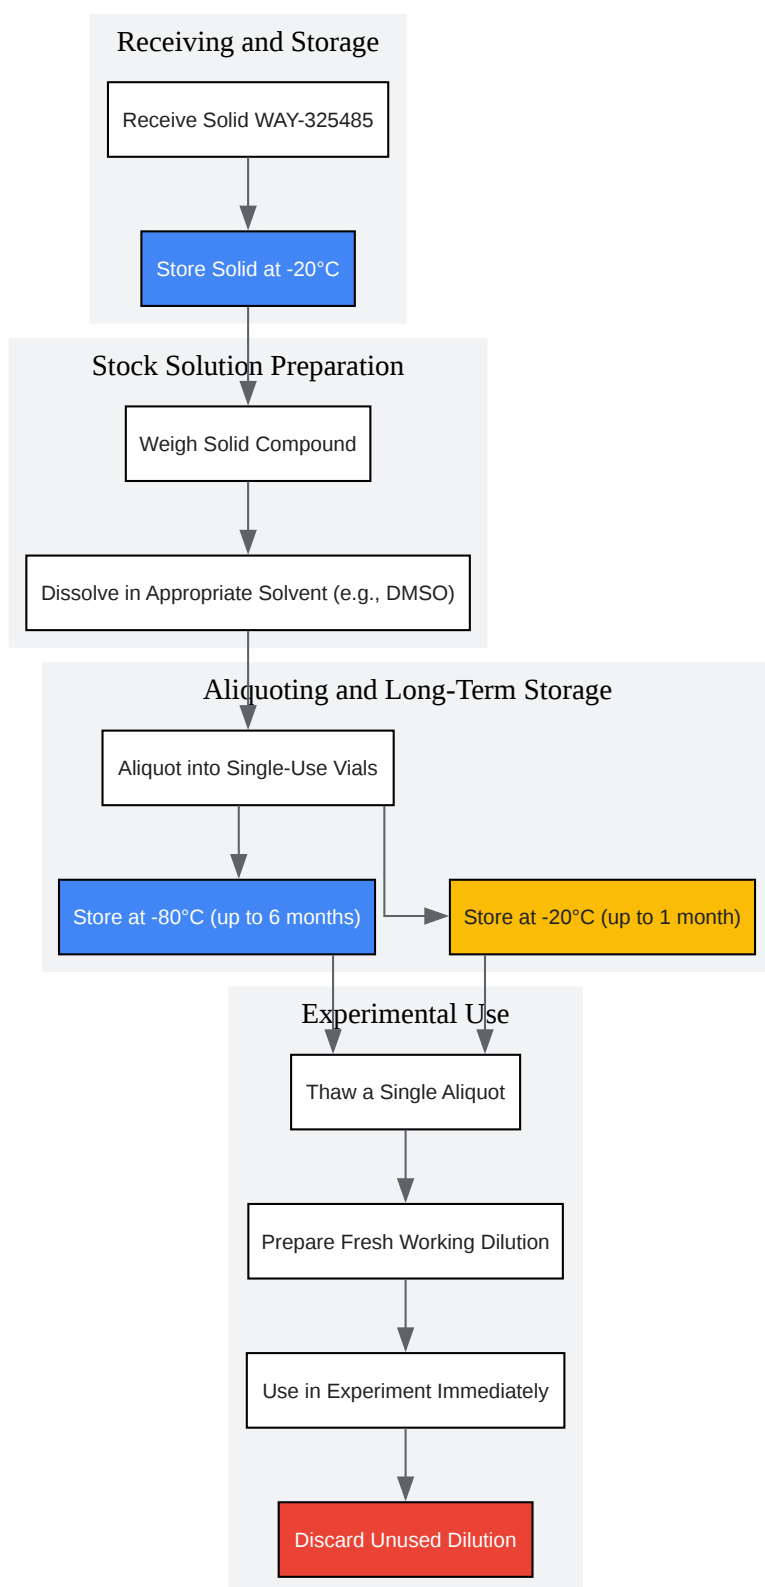 Receiving and Storage
Receive Solid WAY-325485
Store Solid at -20°C
Stock Solution Preparation
Weigh Solid Compound
Dissolve in Appropriate Solvent (e.g., DMSO)
Aliquoting and Long-Term Storage
Aliquot into Single-Use Vials
Store at -80°C (up to 6 months)
Store at -20°C (up to 1 month)
Experimental Use
Thaw a Single Aliquot
Prepare Fresh Working Dilution
Use in Experiment Immediately
Discard Unused Dilution